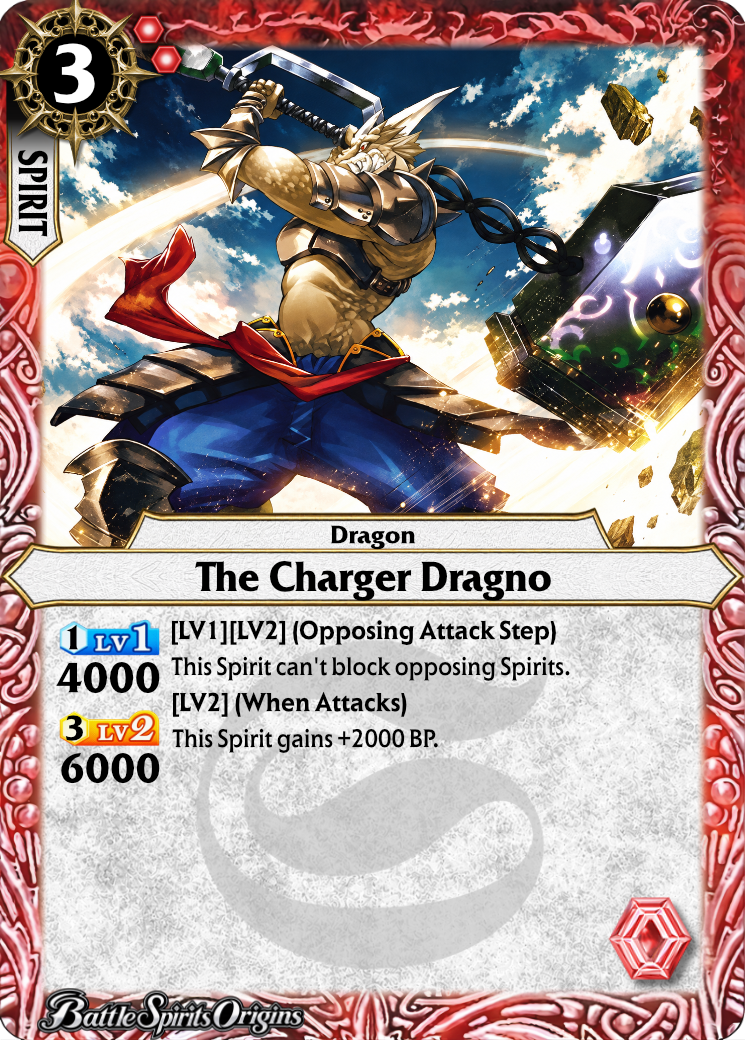 3
SPIRIT
Dragon
The Charger Dragno
1 LV1
4000
[LV1][LV2] (Opposing Attack Step)
This Spirit can't block opposing Spirits.
[LV2] (When Attacks)
This Spirit gains +2000 BP.
3 LV2
6000
Battle Spirits Origins